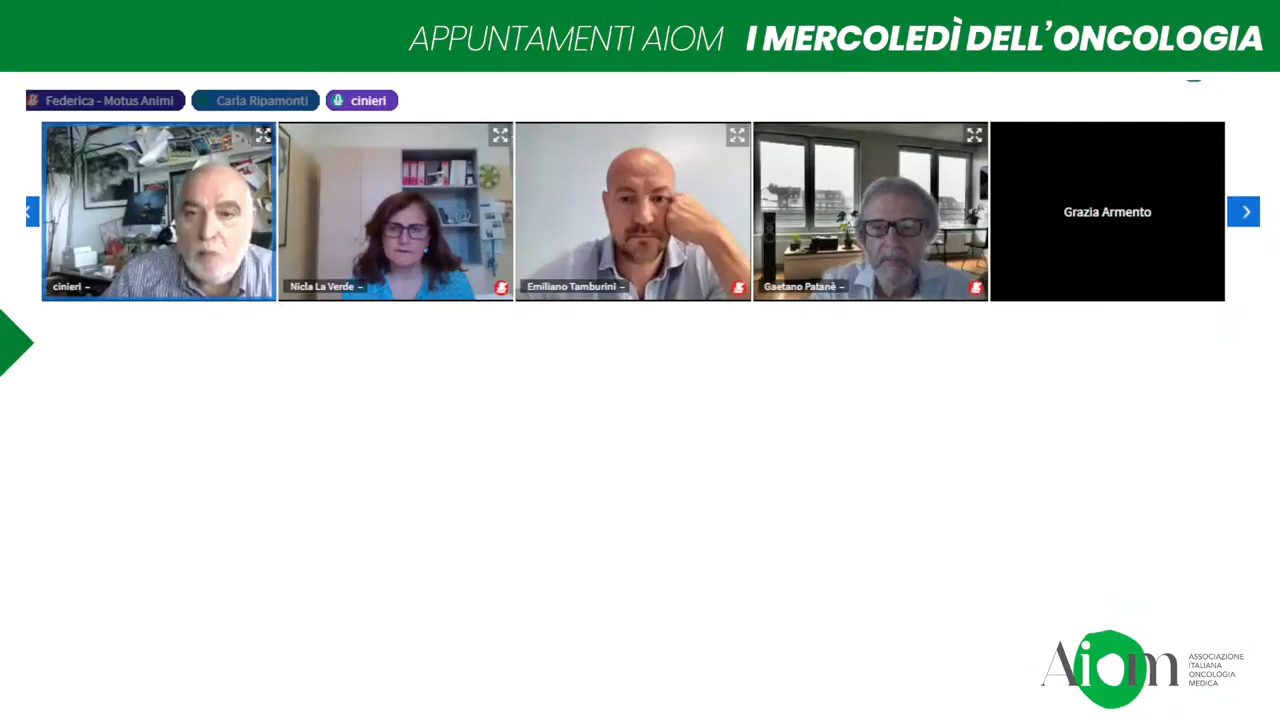 APPUNTAMENTI AIOM I MERCOLEDÌ DELL'ONCOLOGIA
Federica - Motus Animi
Carla Ripamonti
cinieri
cinieri –
Nicla La Verde –
Emiliano Tamburini –
Gaetano Patanè –
Grazia Armento
Aiom
ASSOCIAZIONE
ITALIANA
ONCOLOGIA
MEDICA